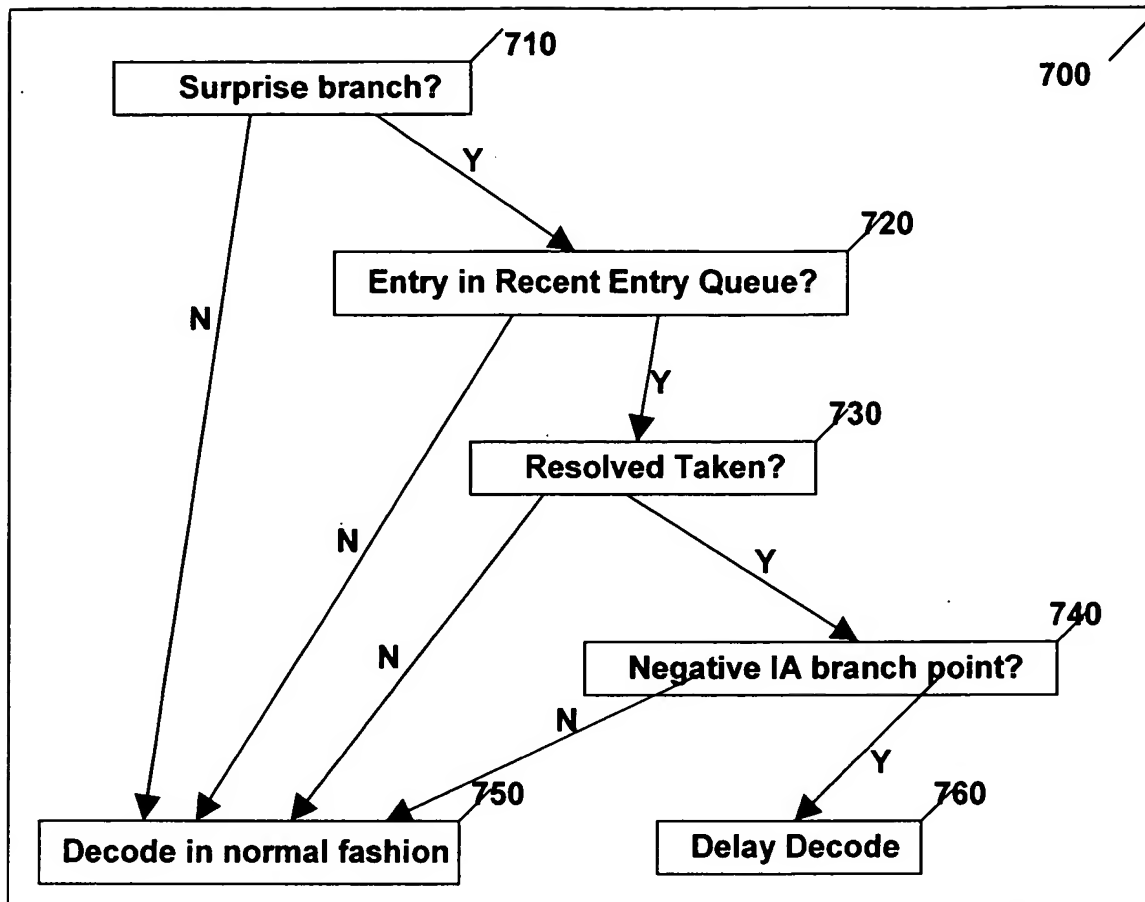 710
700
Surprise branch?
Y
720
Entry in Recent Entry Queue?
N
Y
730
Resolved Taken?
N
Y
740
N
Negative IA branch point?
N
Y
750
760
Decode in normal fashion
Delay Decode